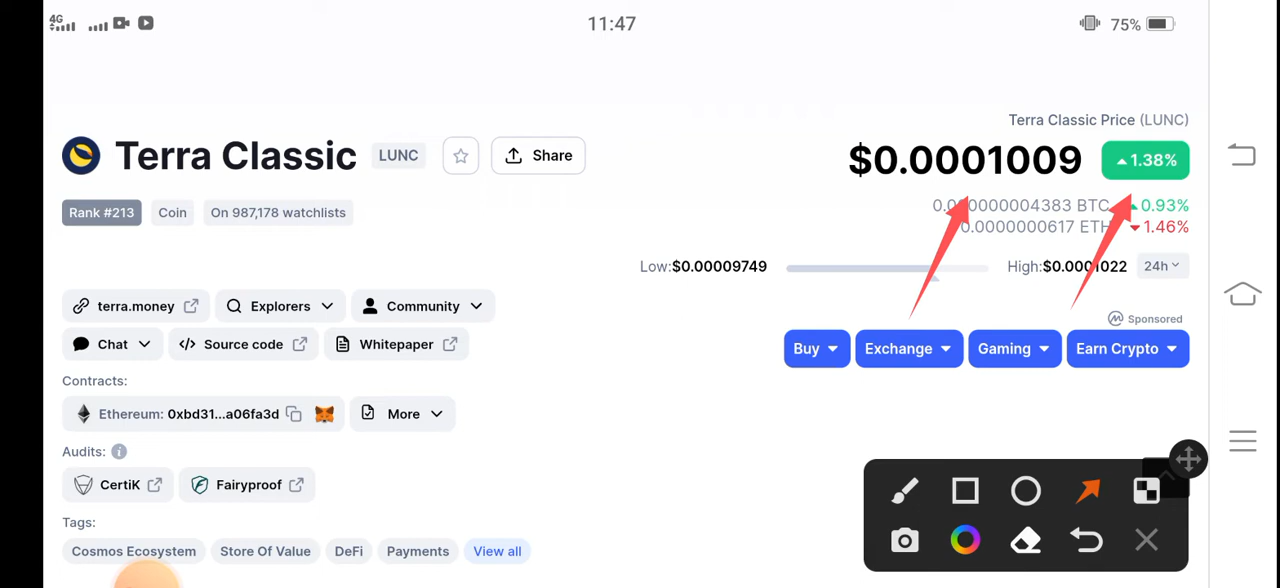 4G 11:47 75%
Terra Classic Price (LUNC)
Terra Classic LUNC Share $0.0001009 1.38%
Rank #213 Coin On 987,178 watchlists BTC 0.93%
0.0000000617 ETH 1.46%
Low:$0.00009749 High:$0.0001022 24h
terra.money Explorers Community
Sponsored
Chat Source code Whitepaper Buy Exchange Gaming Earn Crypto
Contracts:
Ethereum: 0xbd31...a06fa3d More
Audits:
CertiK Fairyproof
Tags:
Cosmos Ecosystem Store Of Value DeFi Payments View all